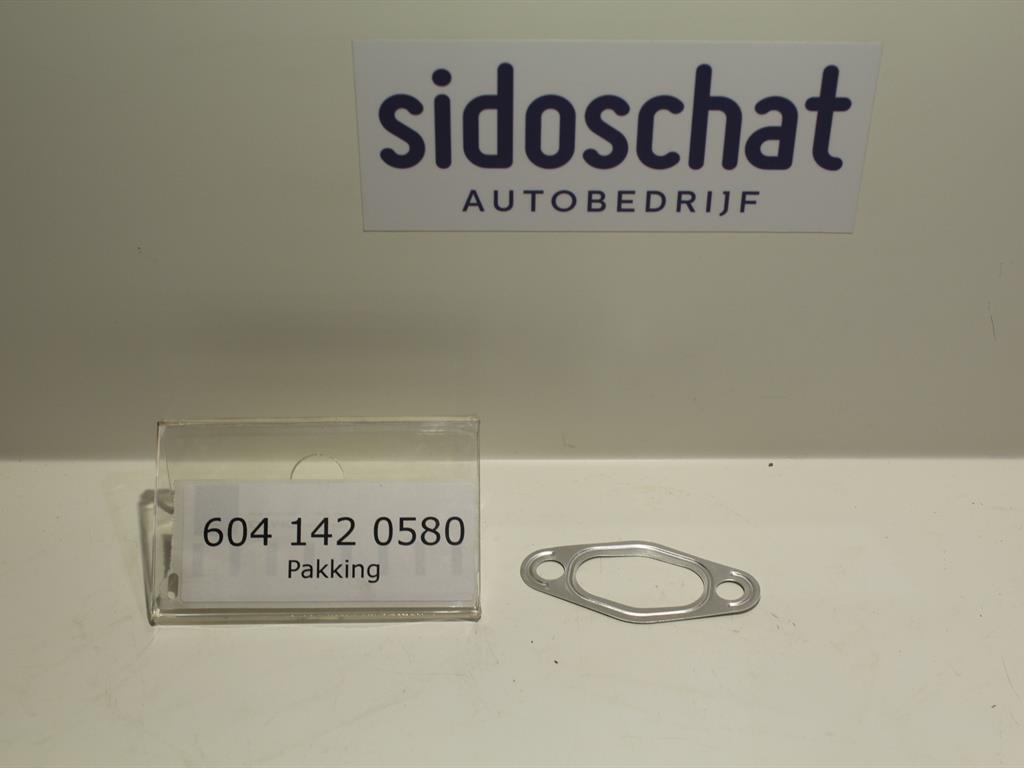 sidoschat
AUTOBEDRIJF
604 142 0580
Pakking